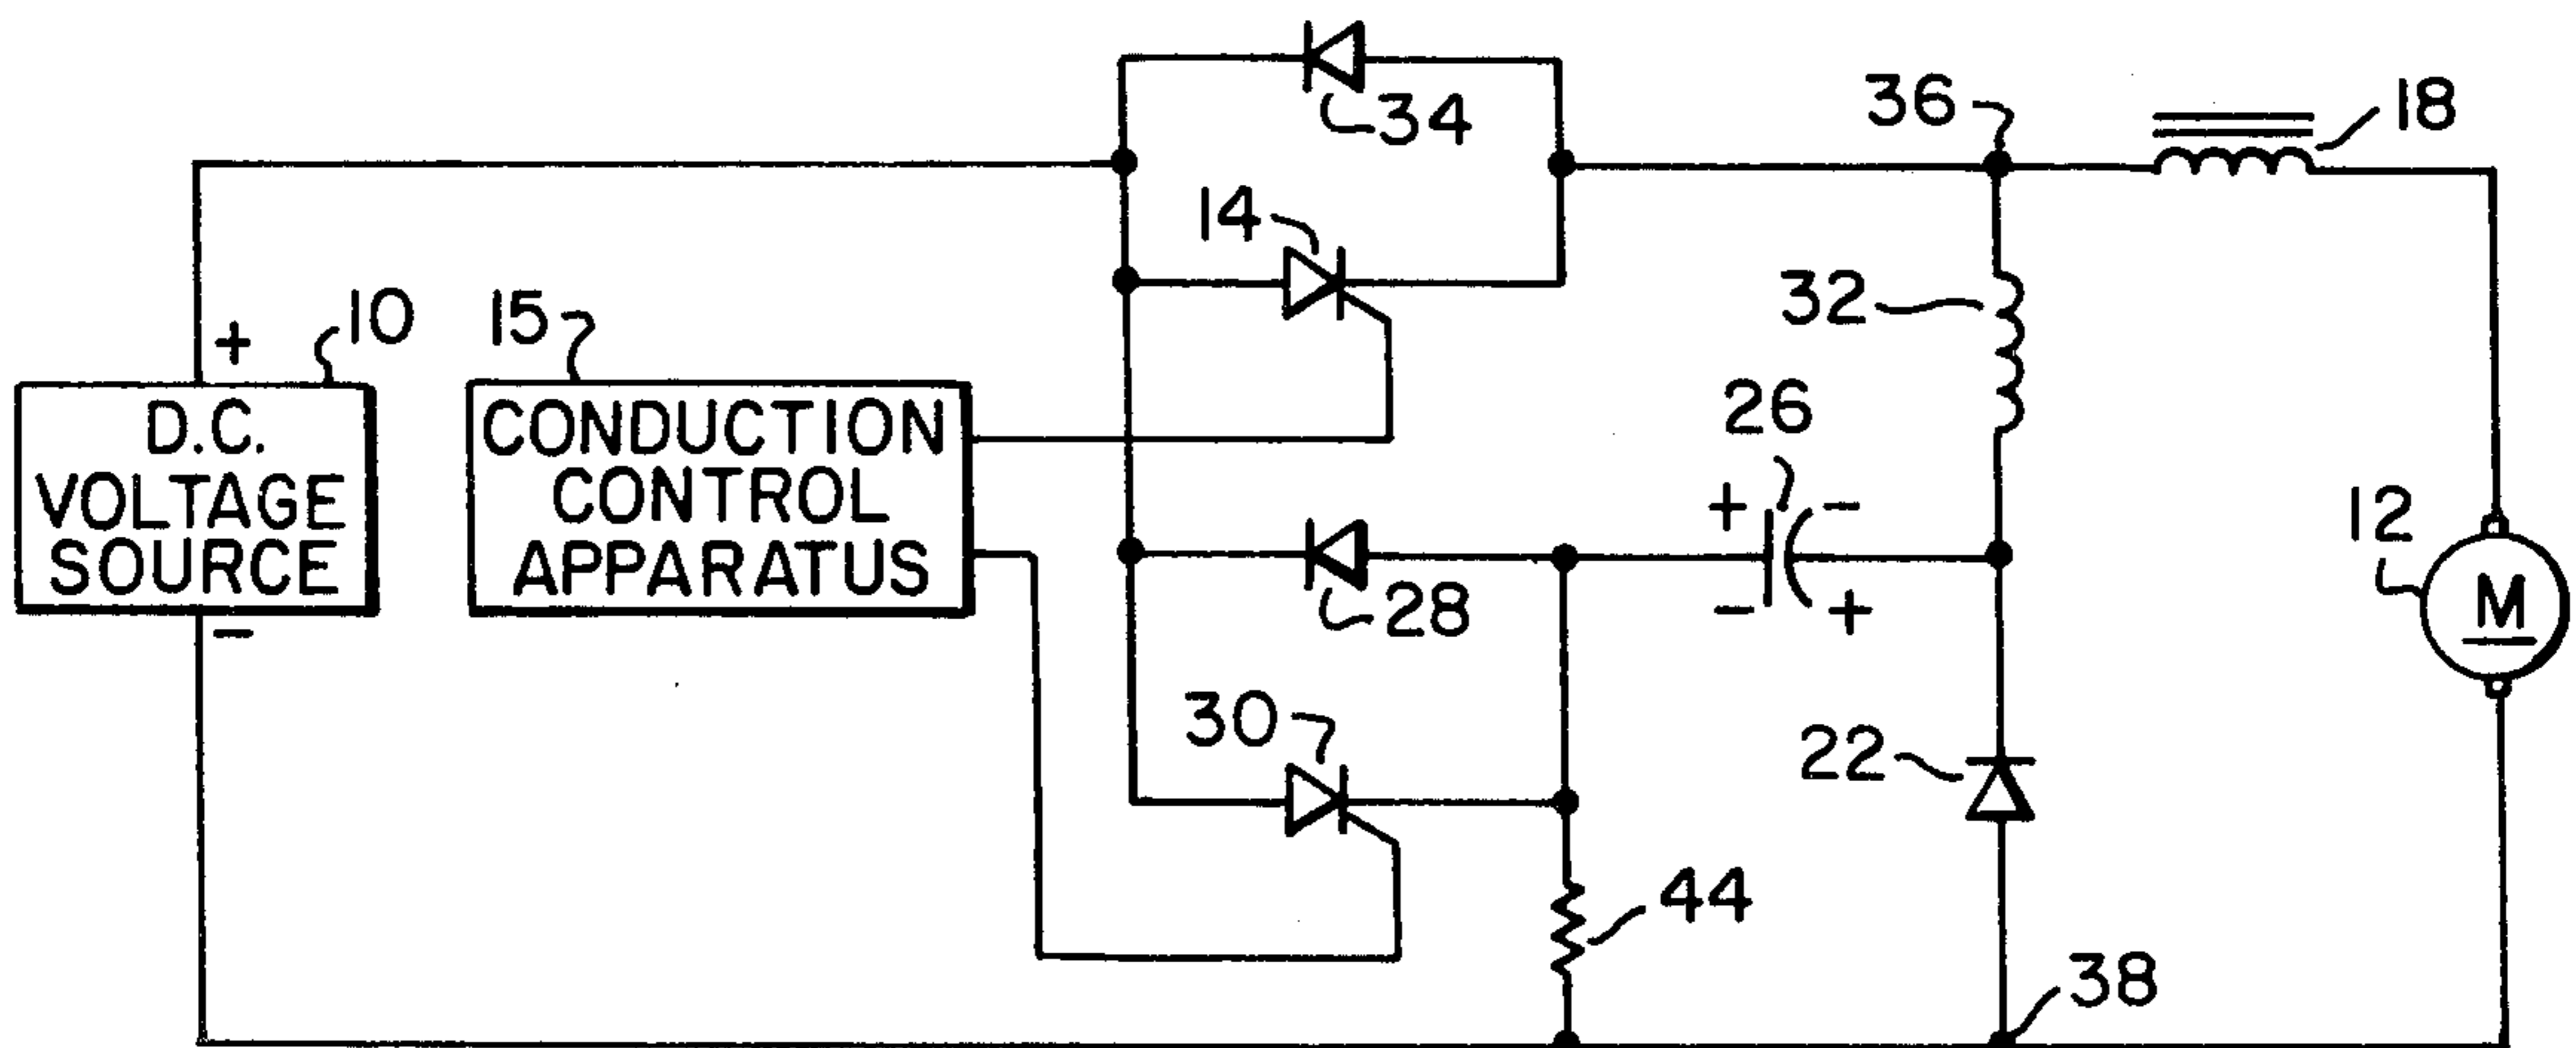 34
36
18
14
32
+
10
15
26
D.C.
VOLTAGE
SOURCE
CONDUCTION
CONTROL
APPARATUS
+ -
12
28
- +
M
-
30
22
44
38